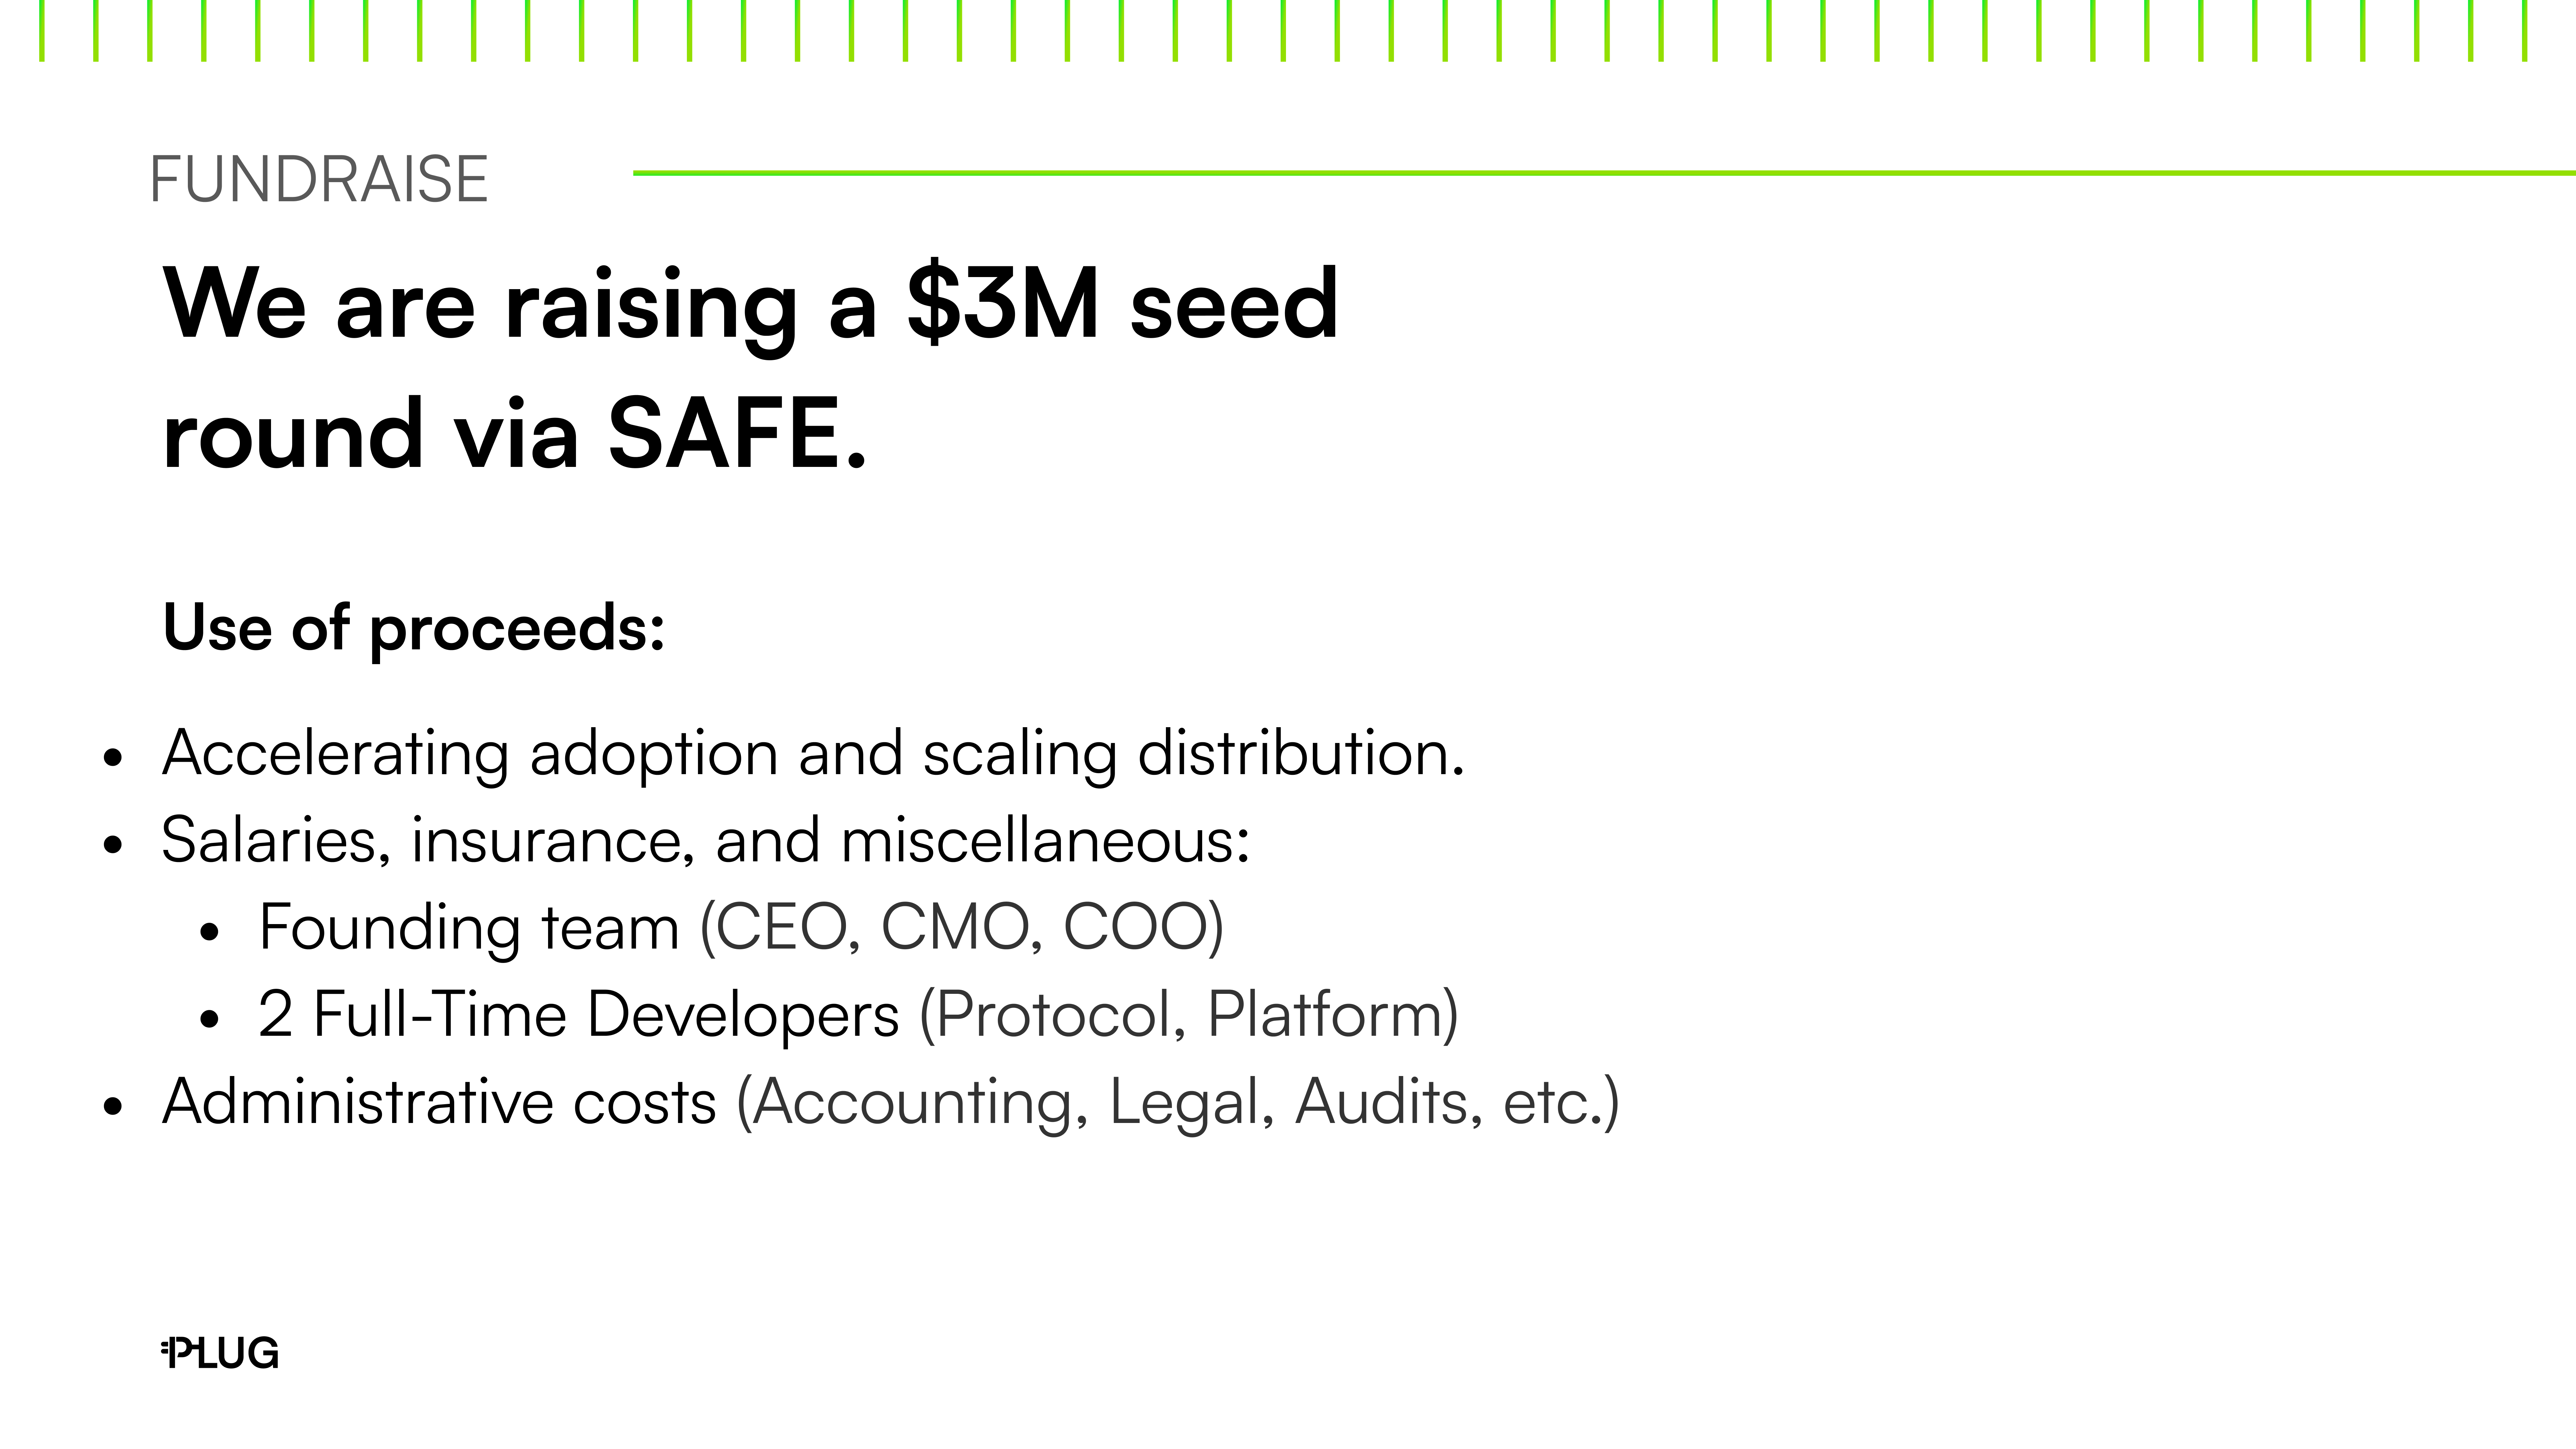 FUNDRAISE
We are raising a $3M seed
round via SAFE.
Use of proceeds:
• Accelerating adoption and scaling distribution.
• Salaries, insurance, and miscellaneous:
• Founding team (CEO, CMO, COO)
• 2 Full-Time Developers (Protocol, Platform)
• Administrative costs (Accounting, Legal, Audits, etc.)
PLUG